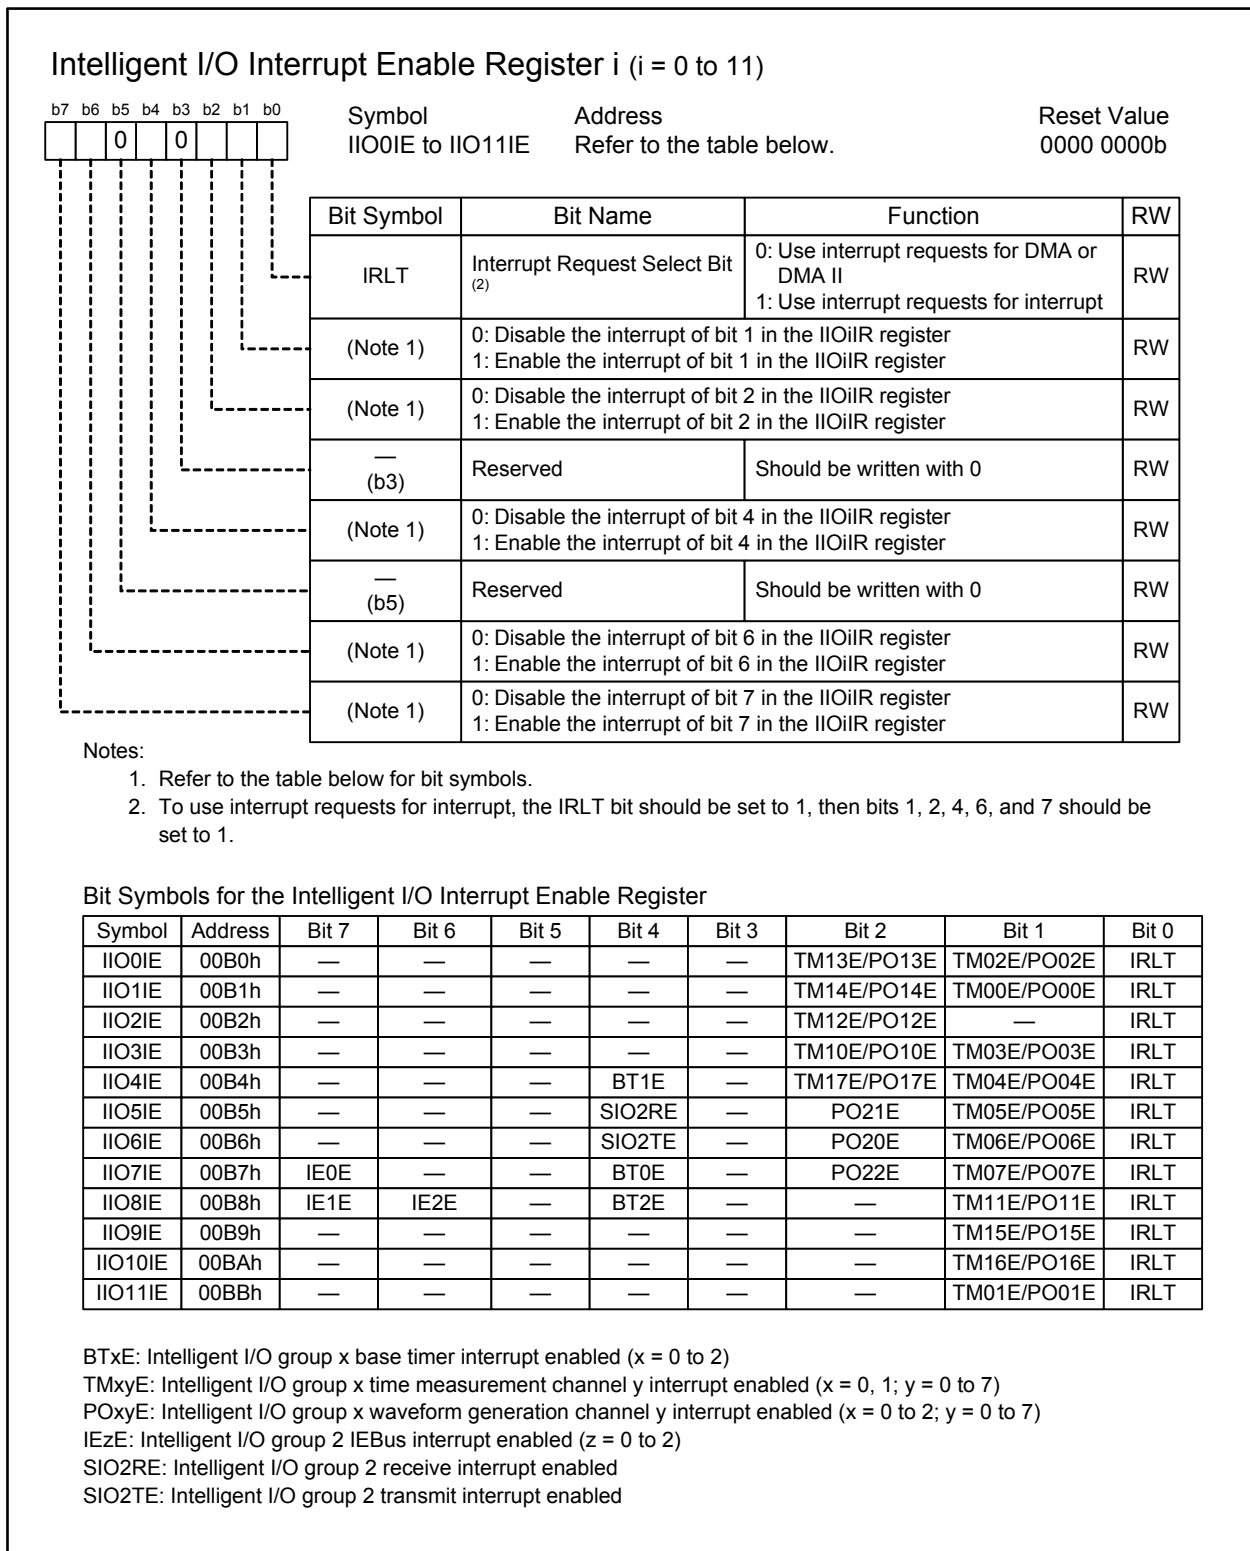 Intelligent I/O Interrupt Enable Register i (i = 0 to 11)
b7 b6 b5 b4 b3 b2 b1 b0
0 0
Symbol Address Reset Value
IIO0IE to IIO11IE Refer to the table below. 0000 0000b
Bit Symbol Bit Name Function RW
IRLT Interrupt Request Select Bit (2) 0: Use interrupt requests for DMA or DMA II RW
1: Use interrupt requests for interrupt
(Note 1) 0: Disable the interrupt of bit 1 in the IIOiIR register RW
1: Enable the interrupt of bit 1 in the IIOiIR register
(Note 1) 0: Disable the interrupt of bit 2 in the IIOiIR register RW
1: Enable the interrupt of bit 2 in the IIOiIR register
— (b3) Reserved Should be written with 0 RW
(Note 1) 0: Disable the interrupt of bit 4 in the IIOiIR register RW
1: Enable the interrupt of bit 4 in the IIOiIR register
— (b5) Reserved Should be written with 0 RW
(Note 1) 0: Disable the interrupt of bit 6 in the IIOiIR register RW
1: Enable the interrupt of bit 6 in the IIOiIR register
(Note 1) 0: Disable the interrupt of bit 7 in the IIOiIR register RW
1: Enable the interrupt of bit 7 in the IIOiIR register
Notes:
1. Refer to the table below for bit symbols.
2. To use interrupt requests for interrupt, the IRLT bit should be set to 1, then bits 1, 2, 4, 6, and 7 should be
set to 1.
Bit Symbols for the Intelligent I/O Interrupt Enable Register
Symbol Address Bit 7 Bit 6 Bit 5 Bit 4 Bit 3 Bit 2 Bit 1 Bit 0
IIO0IE 00B0h — — — — — TM13E/PO13E TM02E/PO02E IRLT
IIO1IE 00B1h — — — — — TM14E/PO14E TM00E/PO00E IRLT
IIO2IE 00B2h — — — — — TM12E/PO12E — IRLT
IIO3IE 00B3h — — — — — TM10E/PO10E TM03E/PO03E IRLT
IIO4IE 00B4h — — — BT1E — TM17E/PO17E TM04E/PO04E IRLT
IIO5IE 00B5h — — — SIO2RE — PO21E TM05E/PO05E IRLT
IIO6IE 00B6h — — — SIO2TE — PO20E TM06E/PO06E IRLT
IIO7IE 00B7h IE0E — — BT0E — PO22E TM07E/PO07E IRLT
IIO8IE 00B8h IE1E IE2E — BT2E — — TM11E/PO11E IRLT
IIO9IE 00B9h — — — — — — TM15E/PO15E IRLT
IIO10IE 00BAh — — — — — — TM16E/PO16E IRLT
IIO11IE 00BBh — — — — — — TM01E/PO01E IRLT
BTxE: Intelligent I/O group x base timer interrupt enabled (x = 0 to 2)
TMxyE: Intelligent I/O group x time measurement channel y interrupt enabled (x = 0, 1; y = 0 to 7)
POxyE: Intelligent I/O group x waveform generation channel y interrupt enabled (x = 0 to 2; y = 0 to 7)
IEzE: Intelligent I/O group 2 IEBus interrupt enabled (z = 0 to 2)
SIO2RE: Intelligent I/O group 2 receive interrupt enabled
SIO2TE: Intelligent I/O group 2 transmit interrupt enabled